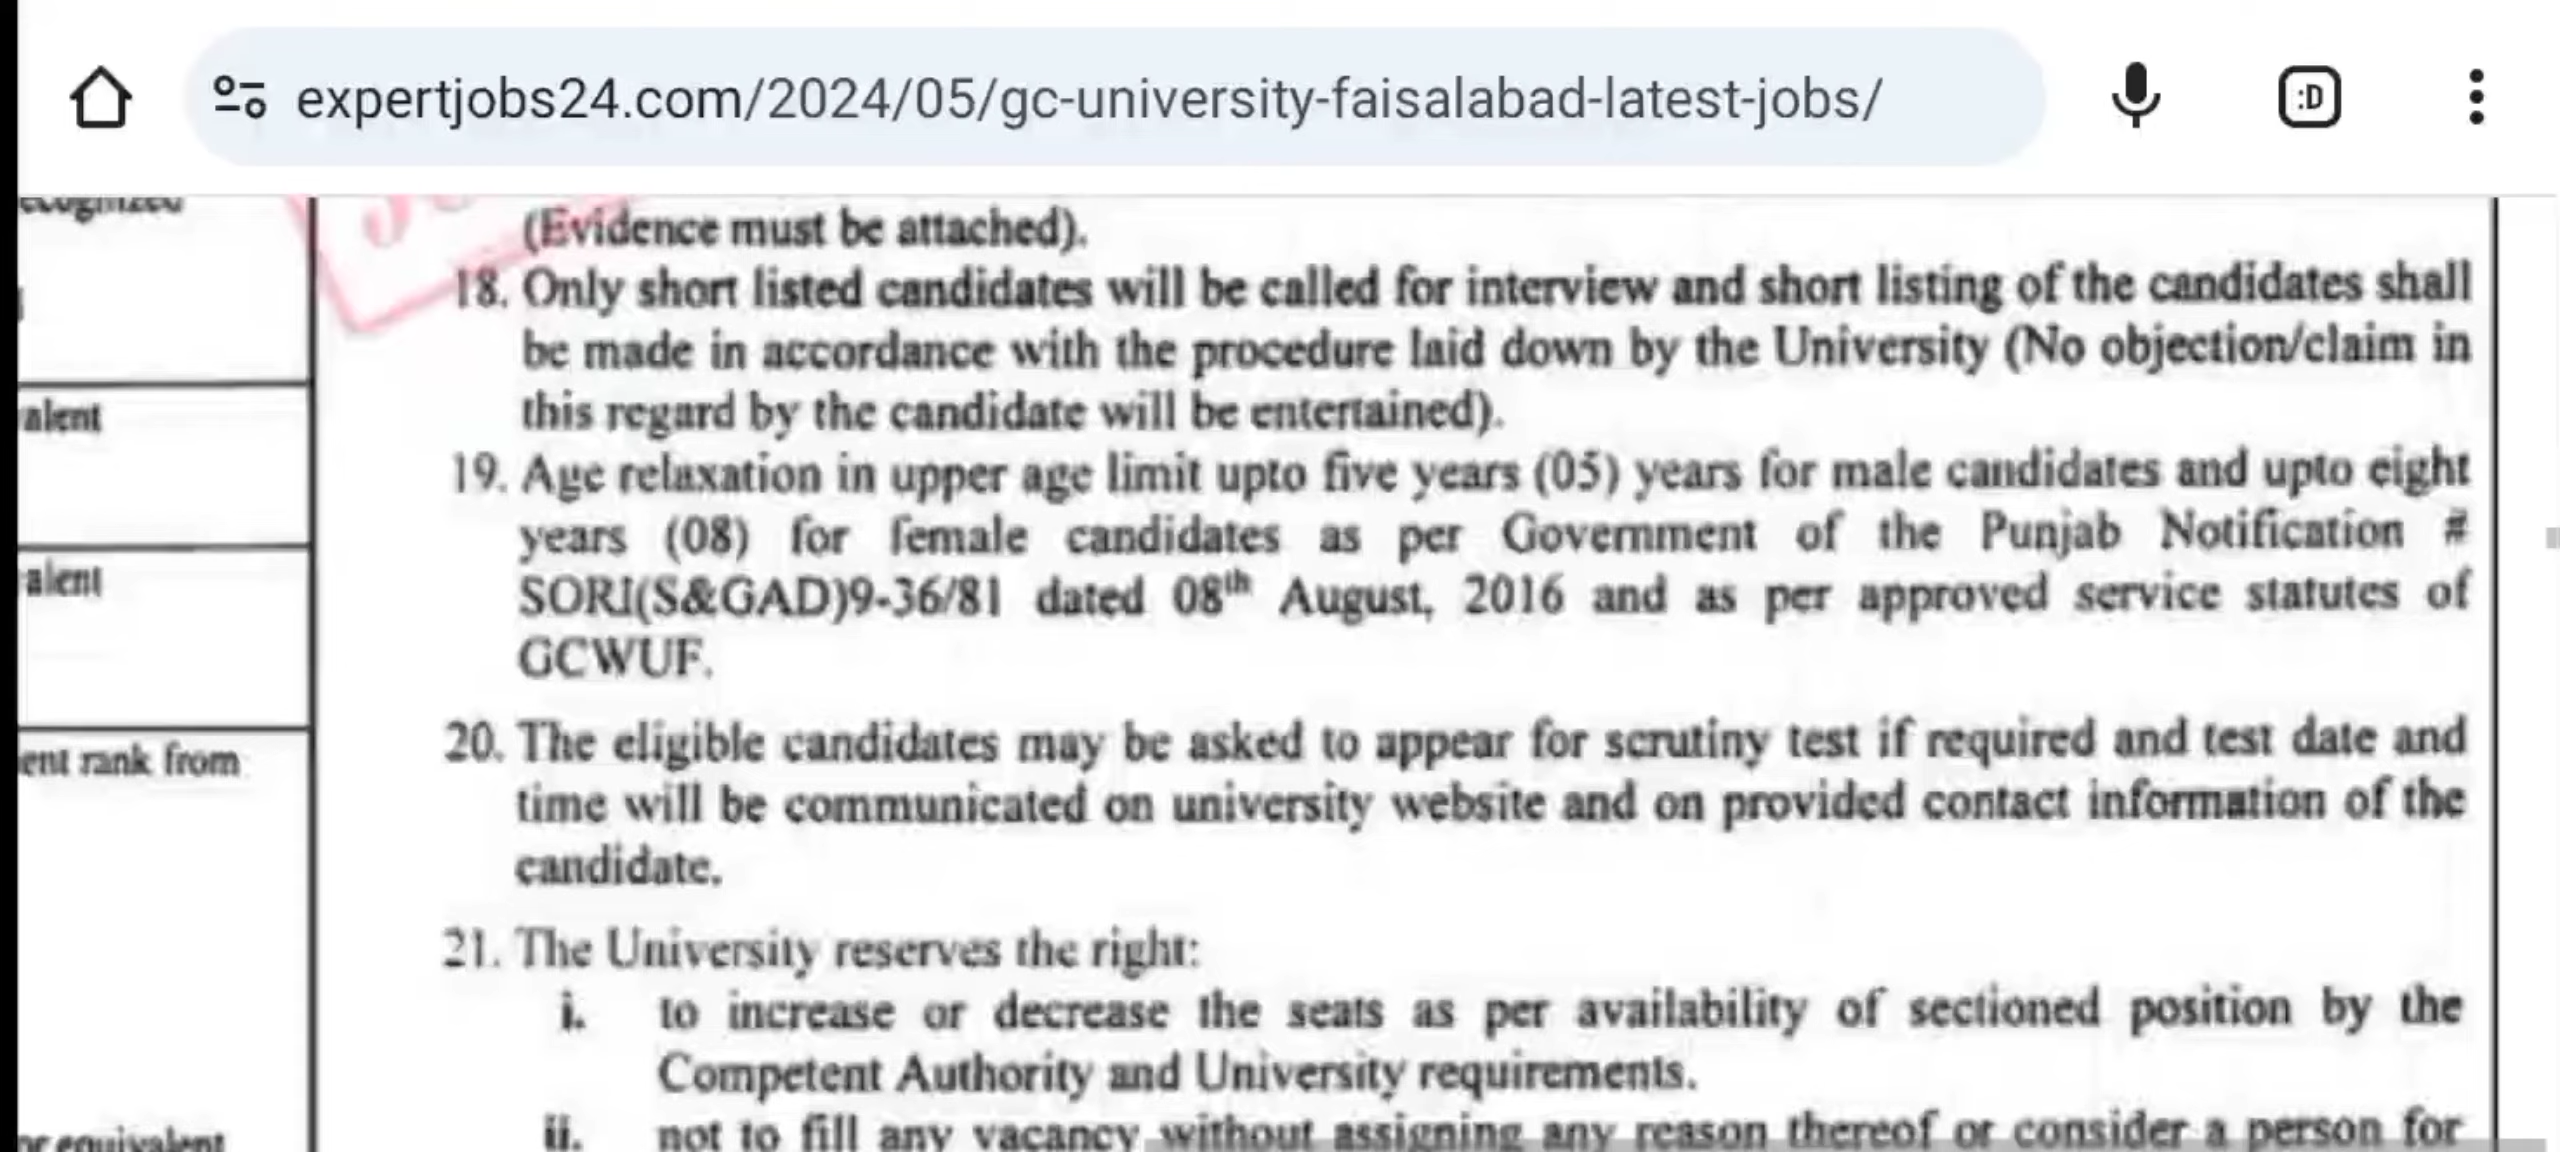 expertjobs24.com/2024/05/gc-university-faisalabad-latest-jobs/
:D
ecognized
alent
alent
ent rank from
or equivalent
(Evidence must be attached).
18. Only short listed candidates will be called for interview and short listing of the candidates shall
be made in accordance with the procedure laid down by the University (No objection/claim in
this regard by the candidate will be entertained).
19. Age relaxation in upper age limit upto five years (05) years for male candidates and upto eight
years (08) for female candidates as per Government of the Punjab Notification #
SORI(S&GAD)9-36/81 dated 08th August, 2016 and as per approved service statutes of
GCWUF.
20. The eligible candidates may be asked to appear for scrutiny test if required and test date and
time will be communicated on university website and on provided contact information of the
candidate.
21. The University reserves the right:
i. to increase or decrease the seats as per availability of sectioned position by the
Competent Authority and University requirements.
ii. not to fill any vacancy without assigning any reason thereof or consider a person for